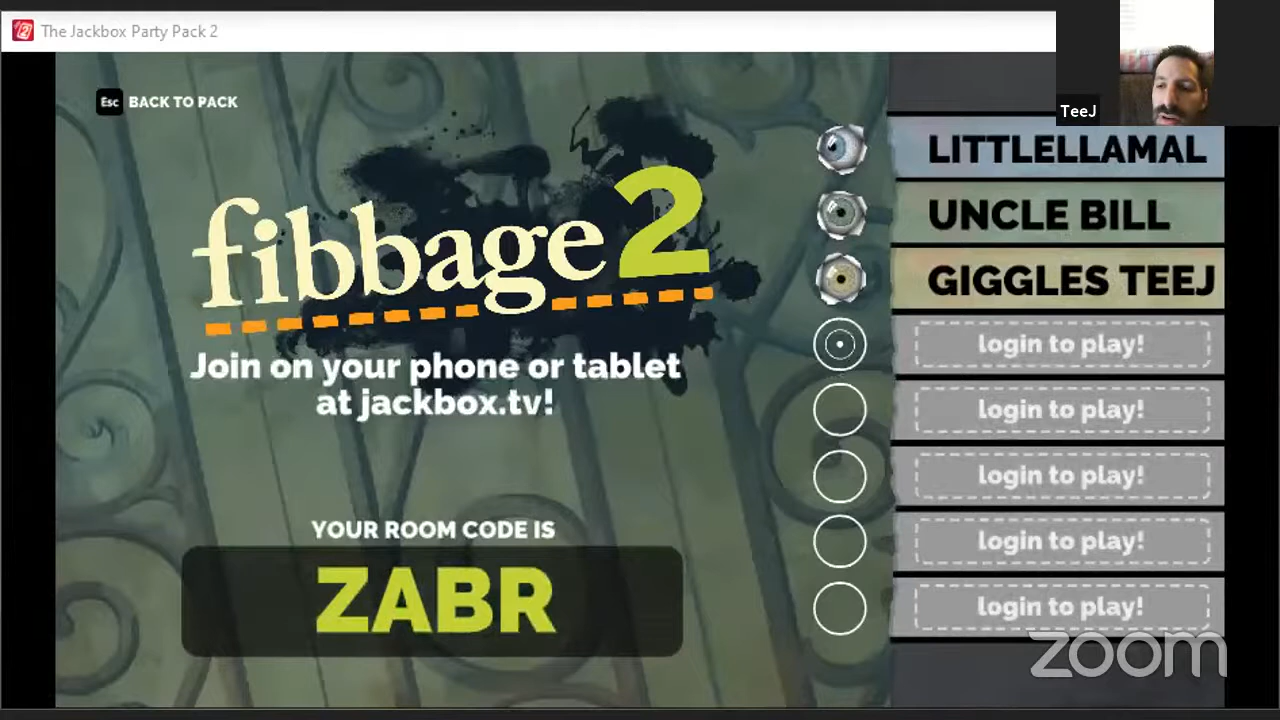 The Jackbox Party Pack 2
TeeJ
Esc BACK TO PACK
fibbage 2
Join on your phone or tablet
at jackbox.tv!
YOUR ROOM CODE IS
ZABR
LITTLELLAMAL
UNCLE BILL
GIGGLES TEEJ
login to play!
login to play!
login to play!
login to play!
login to play!
zoom